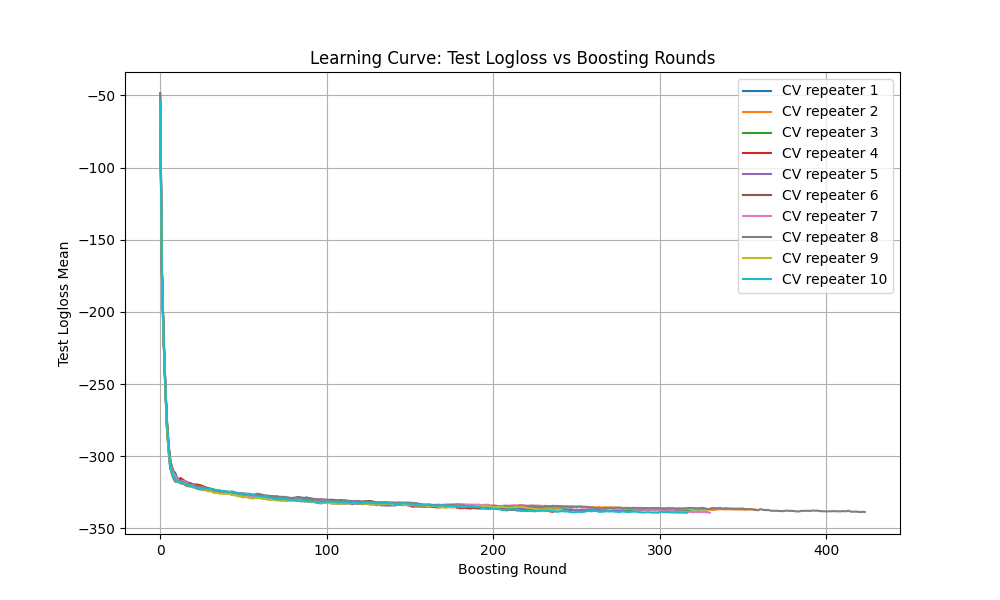 Learning Curve: Test Logloss vs Boosting Rounds
CV repeater 1
CV repeater 2
CV repeater 3
CV repeater 4
CV repeater 5
CV repeater 6
CV repeater 7
CV repeater 8
CV repeater 9
CV repeater 10
Test Logloss Mean
−50
−100
−150
−200
−250
−300
−350
0
100
200
300
400
Boosting Round